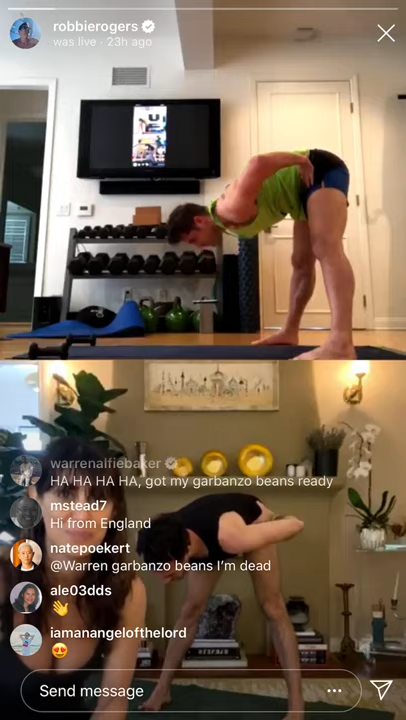 robbierogers
was live · 23h ago
warrenalfiebaker
HA HA HA HA, got my garbanzo beans ready
mstead7
Hi from England
natepoekert
@Warren garbanzo beans I'm dead
ale03dds
👋
iamanangelofthelord
😍
Send message